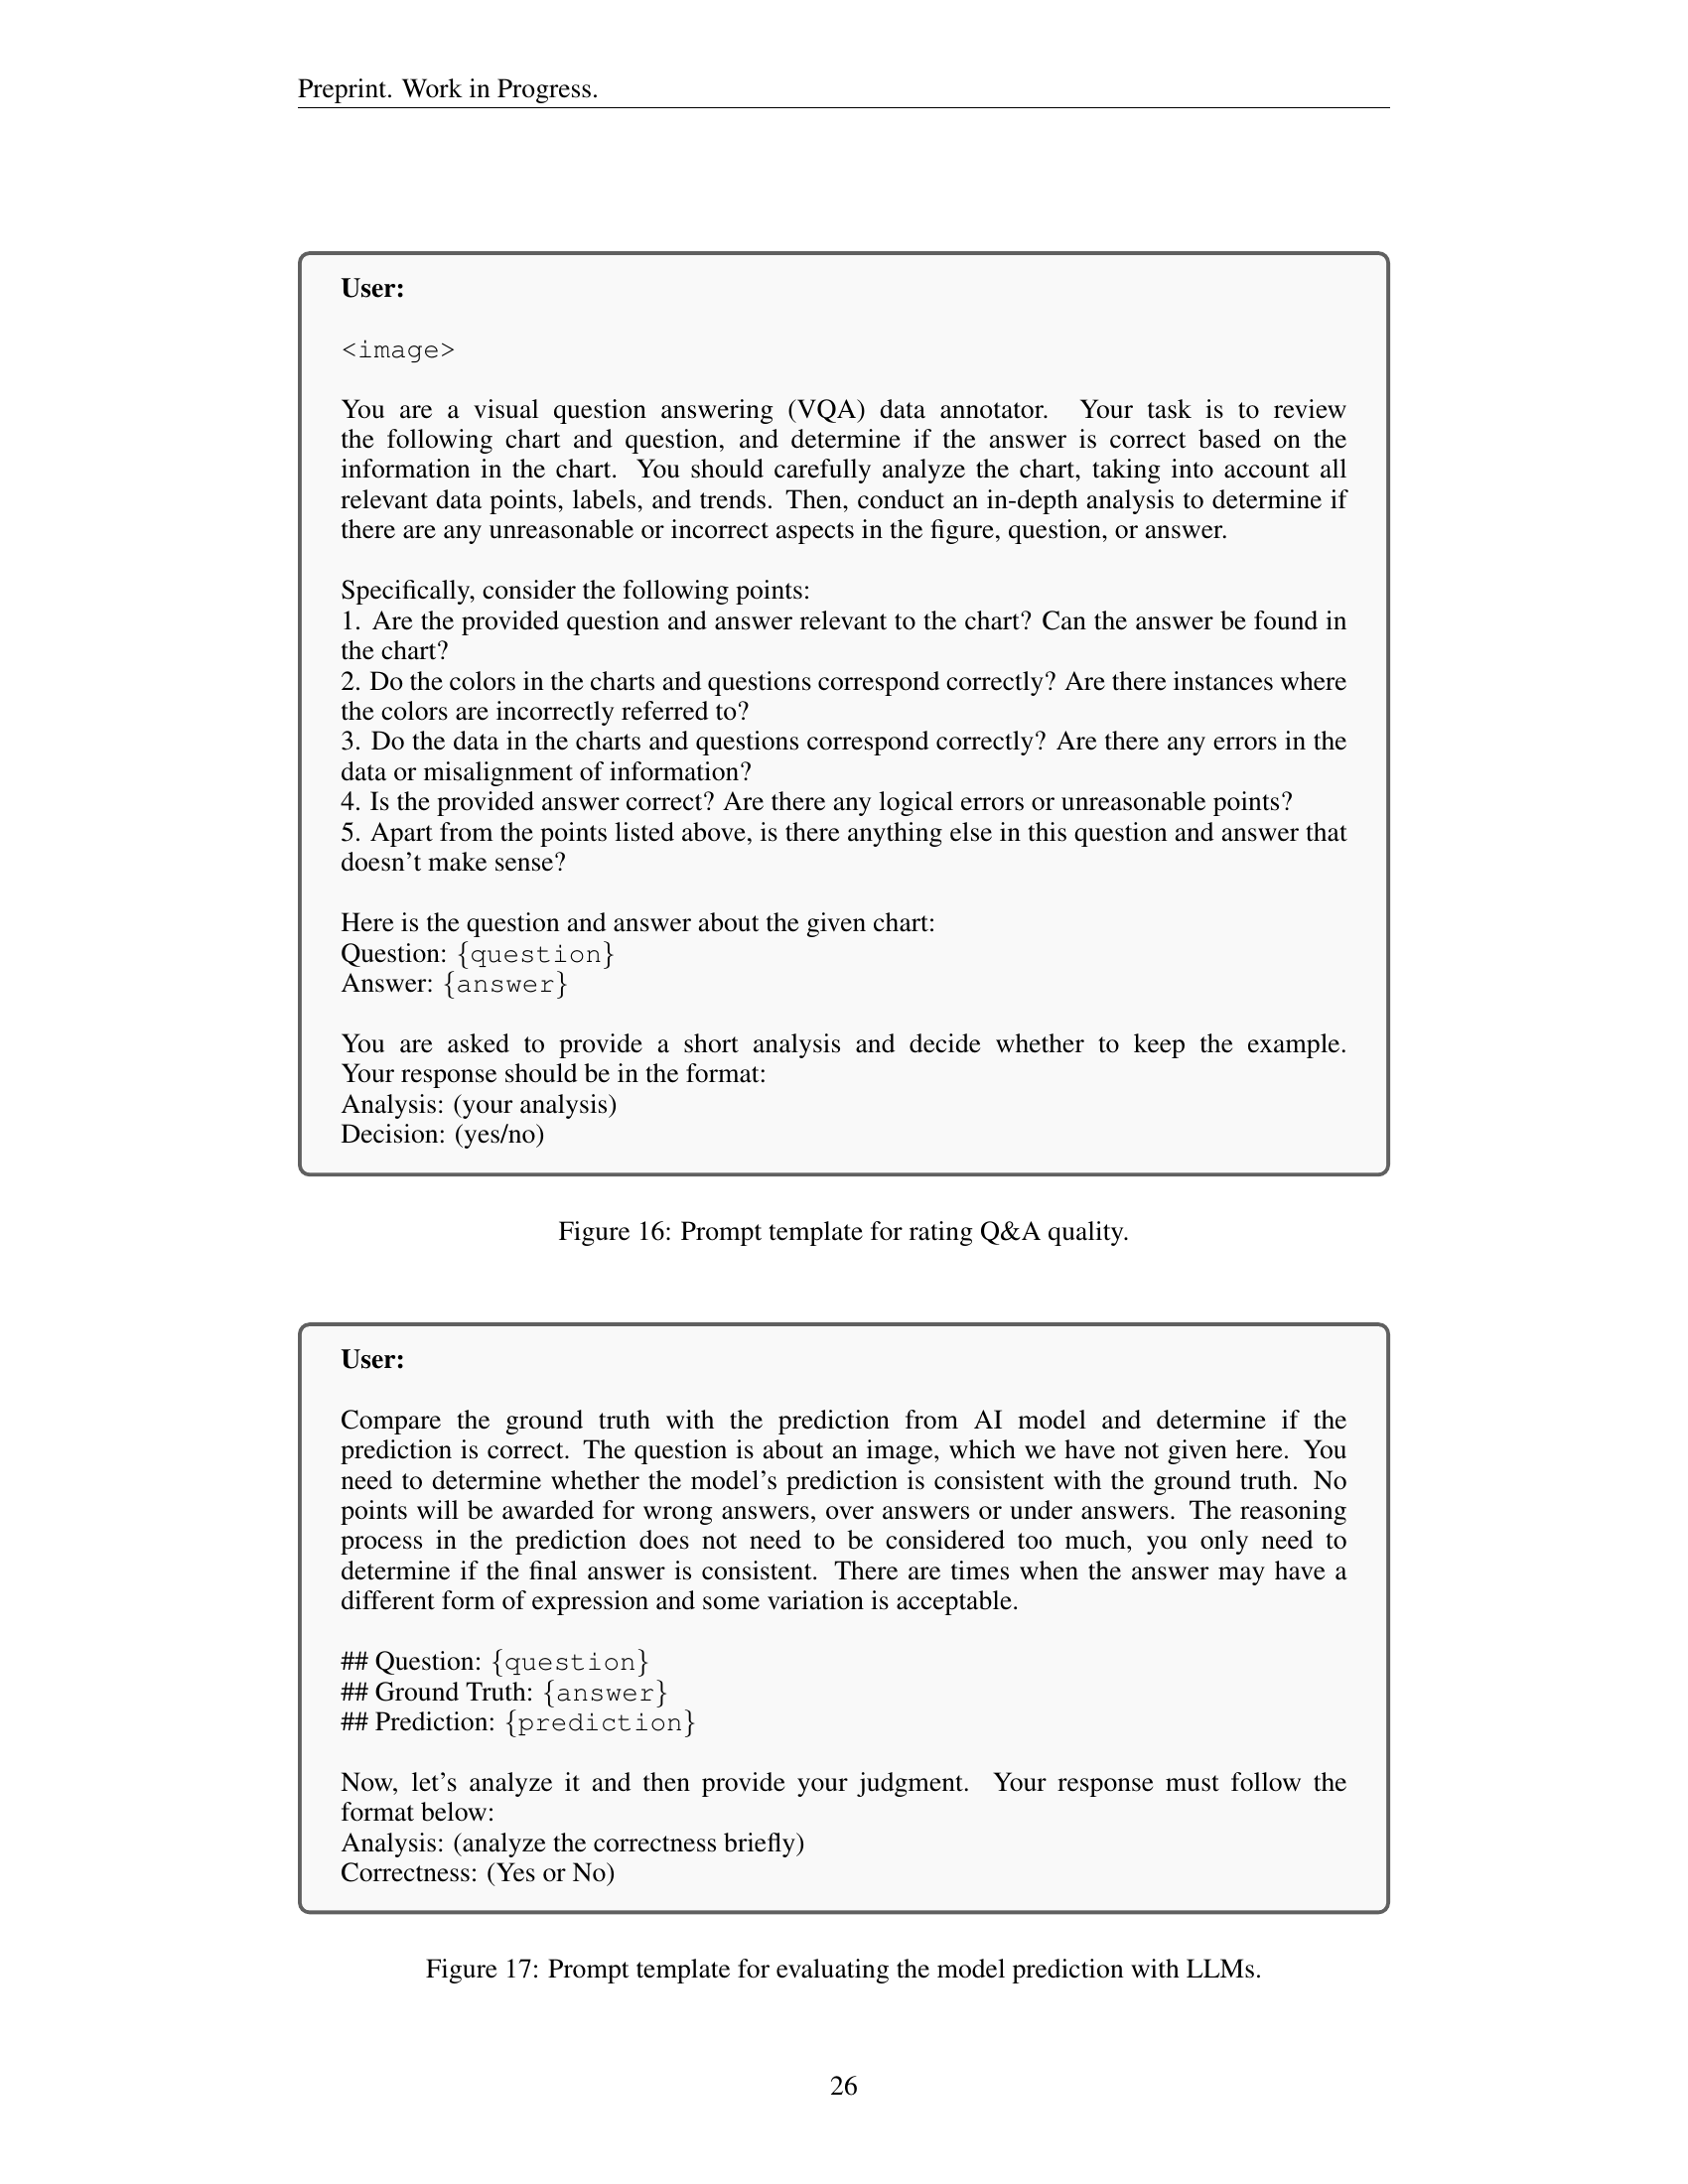 Preprint. Work in Progress.
User:
<image>
You are a visual question answering (VQA) data annotator. Your task is to review
the following chart and question, and determine if the answer is correct based on the
information in the chart. You should carefully analyze the chart, taking into account all
relevant data points, labels, and trends. Then, conduct an in-depth analysis to determine if
there are any unreasonable or incorrect aspects in the figure, question, or answer.
Specifically, consider the following points:
1. Are the provided question and answer relevant to the chart? Can the answer be found in
the chart?
2. Do the colors in the charts and questions correspond correctly? Are there instances where
the colors are incorrectly referred to?
3. Do the data in the charts and questions correspond correctly? Are there any errors in the
data or misalignment of information?
4. Is the provided answer correct? Are there any logical errors or unreasonable points?
5. Apart from the points listed above, is there anything else in this question and answer that
doesn't make sense?
Here is the question and answer about the given chart:
Question: {question}
Answer: {answer}
You are asked to provide a short analysis and decide whether to keep the example.
Your response should be in the format:
Analysis: (your analysis)
Decision: (yes/no)
Figure 16: Prompt template for rating Q&A quality.
User:
Compare the ground truth with the prediction from AI model and determine if the
prediction is correct. The question is about an image, which we have not given here. You
need to determine whether the model's prediction is consistent with the ground truth. No
points will be awarded for wrong answers, over answers or under answers. The reasoning
process in the prediction does not need to be considered too much, you only need to
determine if the final answer is consistent. There are times when the answer may have a
different form of expression and some variation is acceptable.
## Question: {question}
## Ground Truth: {answer}
## Prediction: {prediction}
Now, let's analyze it and then provide your judgment. Your response must follow the
format below:
Analysis: (analyze the correctness briefly)
Correctness: (Yes or No)
Figure 17: Prompt template for evaluating the model prediction with LLMs.
26